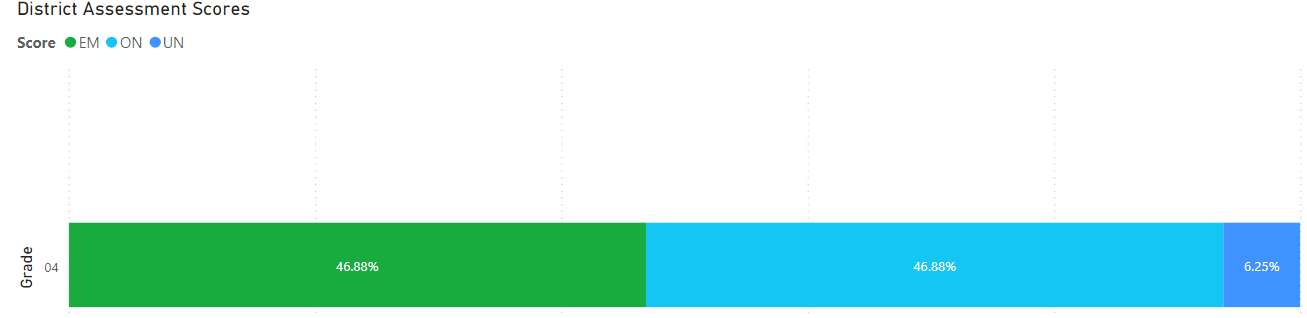 District Assessment Scores
Score EM ON UN
Grade
04 46.88% 46.88% 6.25%